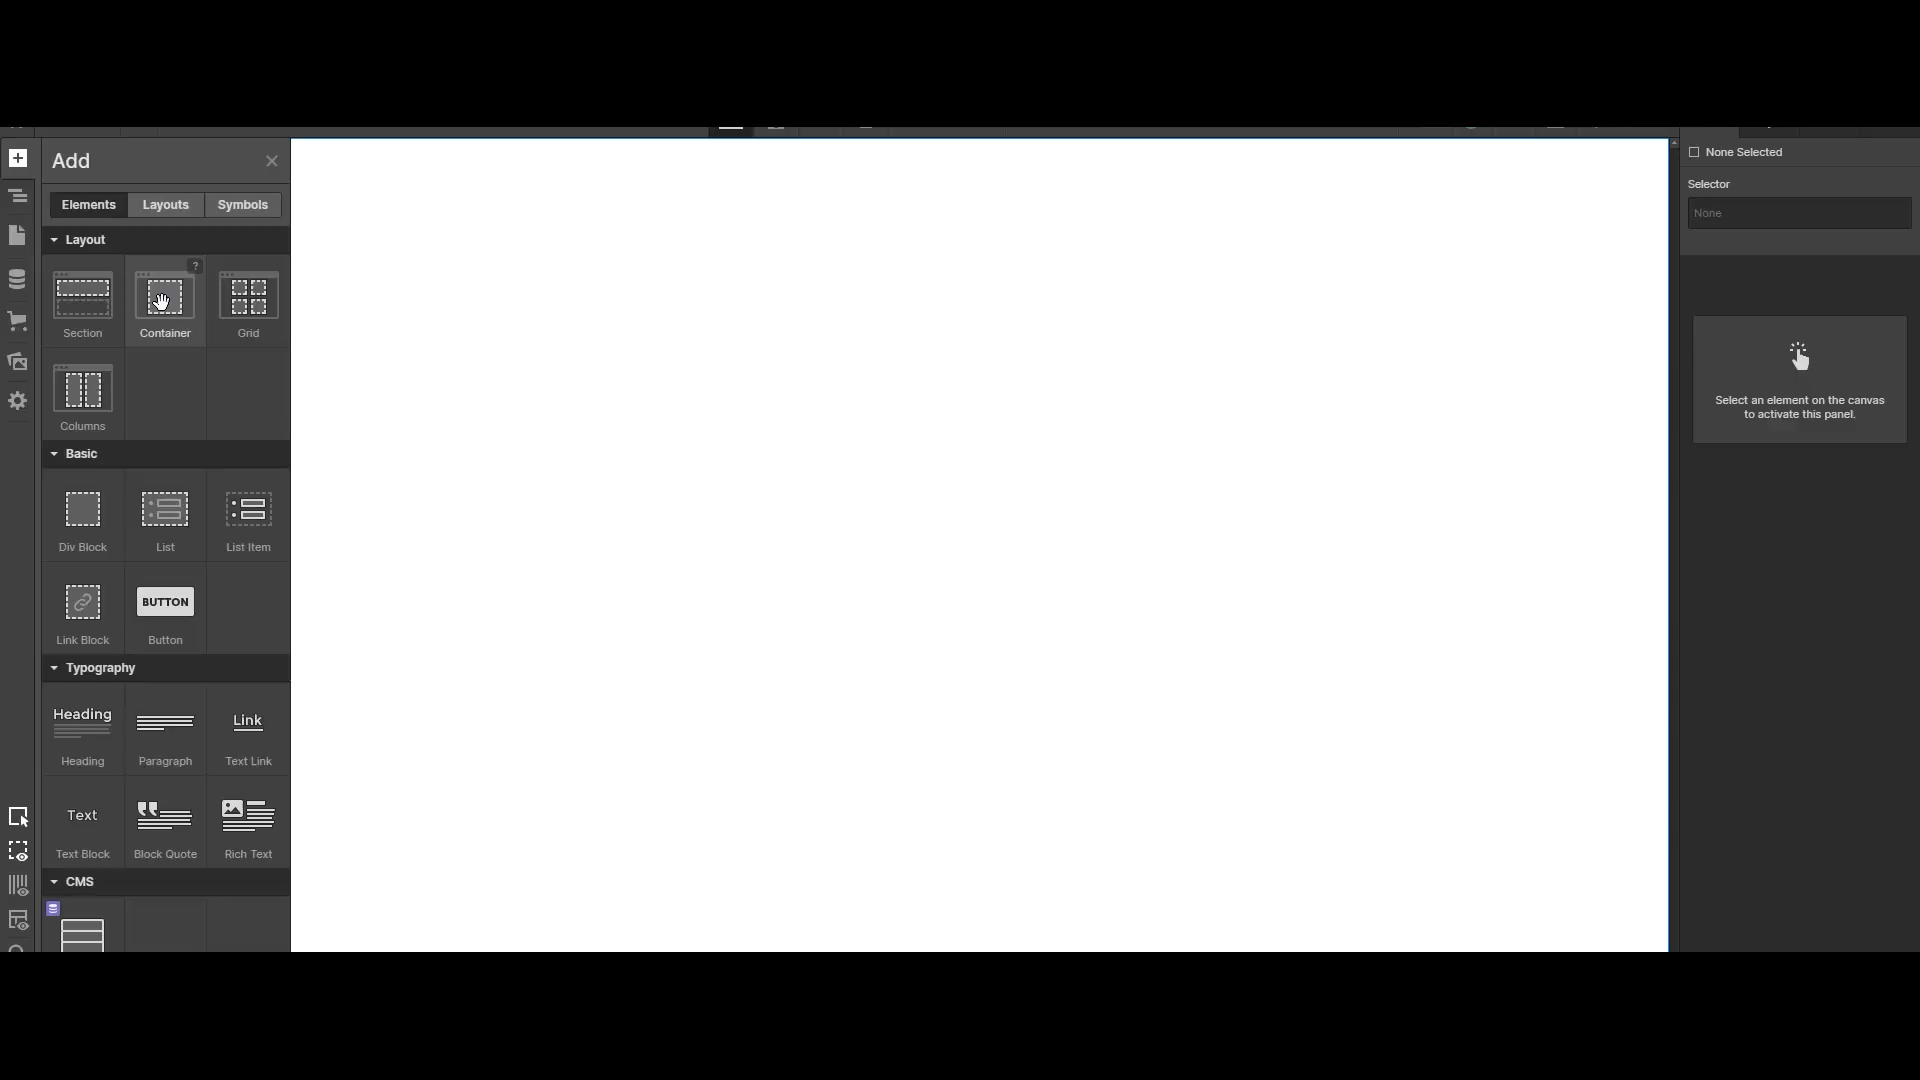 Add
Elements Layouts Symbols
Layout
?
Section Container Grid
Columns
Basic
Div Block List List Item
BUTTON
Link Block Button
Typography
Heading Link
Heading Paragraph Text Link
Text
Text Block Block Quote Rich Text
CMS
None Selected
Selector
None
Select an element on the canvas
to activate this panel.